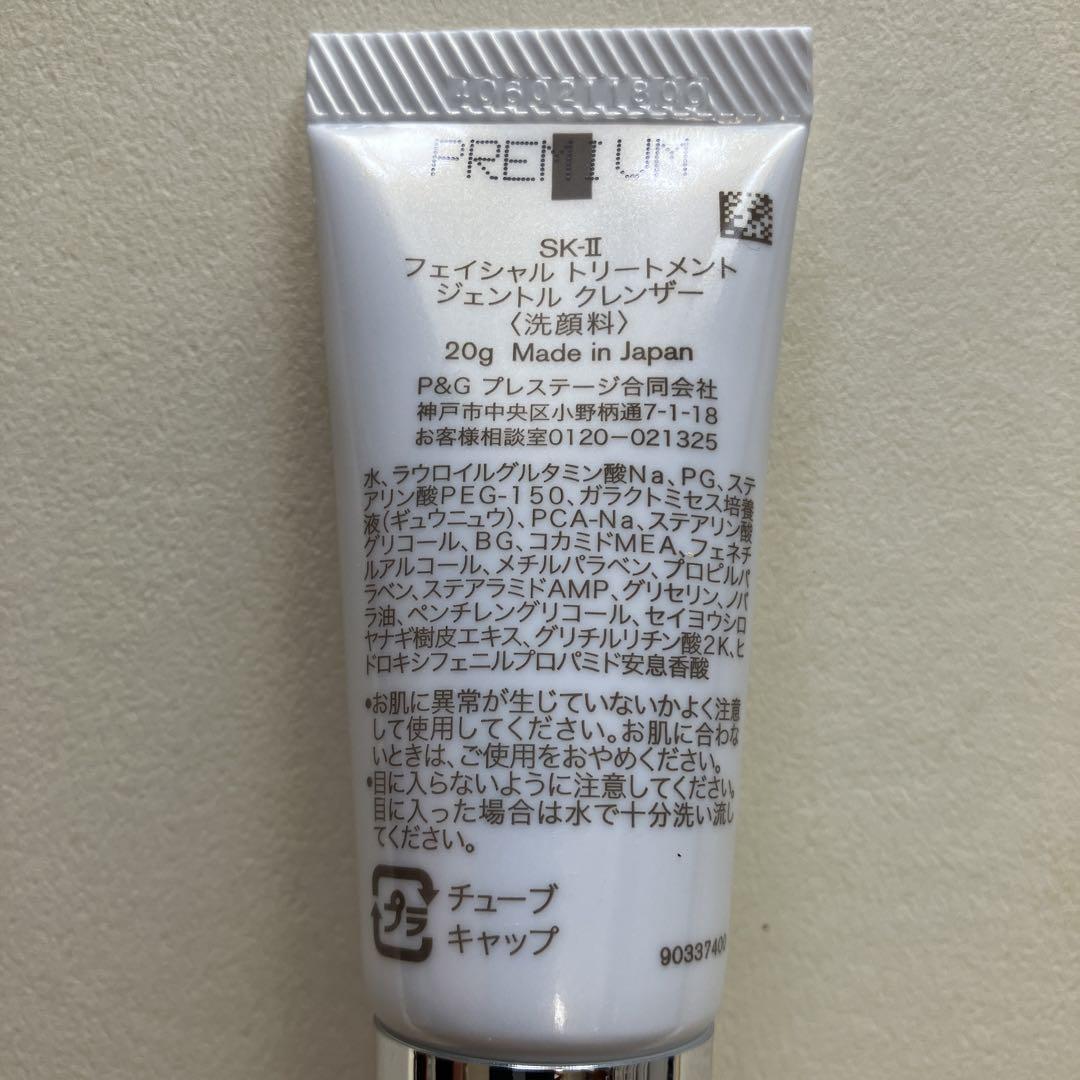 4060211800
PREMIUM
SK-II
フェイシャル トリートメント
ジェントル クレンザー
〈洗顔料〉
20g Made in Japan
P&G プレステージ合同会社
神戸市中央区小野柄通7-1-18
お客様相談室0120-021325
水、ラウロイルグルタミン酸Na、PG、ステ
アリン酸PEG-150、ガラクトミセス培養
液(ギュウニュウ)、PCA-Na、ステアリン酸
グリコール、BG、コカミドMEA、フェネチ
ルアルコール、メチルパラベン、プロピルパ
ラベン、ステアラミドAMP、グリセリン、ノバ
ラ油、ペンチレングリコール、セイヨウシロ
ヤナギ樹皮エキス、グリチルリチン酸2K、ヒ
ドロキシフェニルプロパミド安息香酸
•お肌に異常が生じていないかよく注意
して使用してください。お肌に合わな
いときは、ご使用をおやめください。
•目に入らないように注意してください。
目に入った場合は水で十分洗い流し
てください。
プラ
チューブ
キャップ
90337400